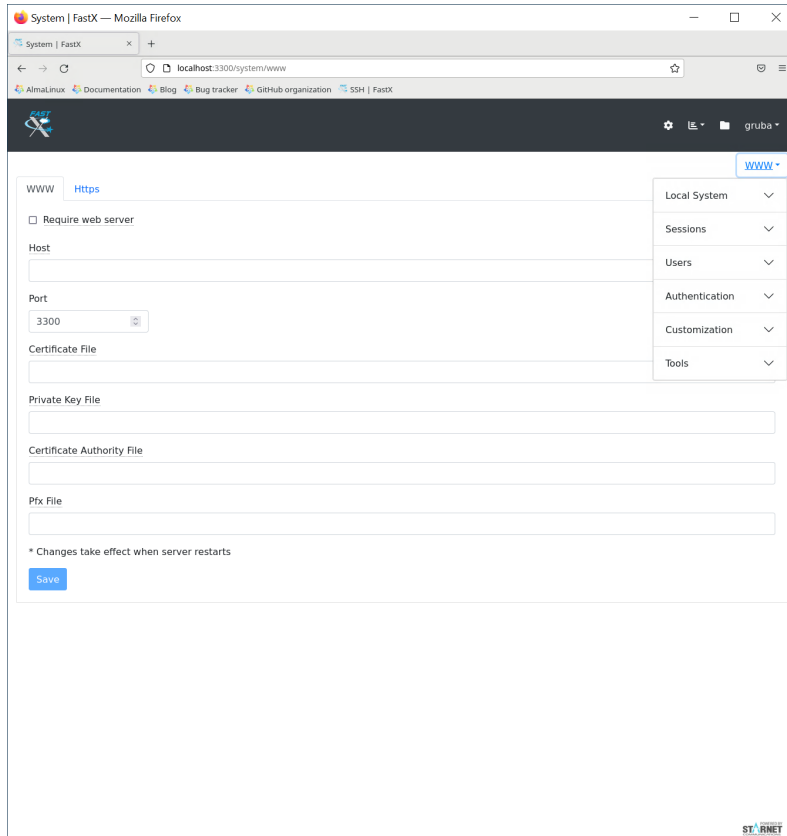 System | FastX — Mozilla Firefox
System | FastX
localhost:3300/system/www
AlmaLinux Documentation Blog Bug tracker GitHub organization SSH | FastX
FAST
X
gruba
WWW
WWW Https
Local System
Sessions
Users
Authentication
Customization
Tools
Require web server
Host
Port
3300
Certificate File
Private Key File
Certificate Authority File
Pfx File
* Changes take effect when server restarts
Save
POWERED BY
STARNET